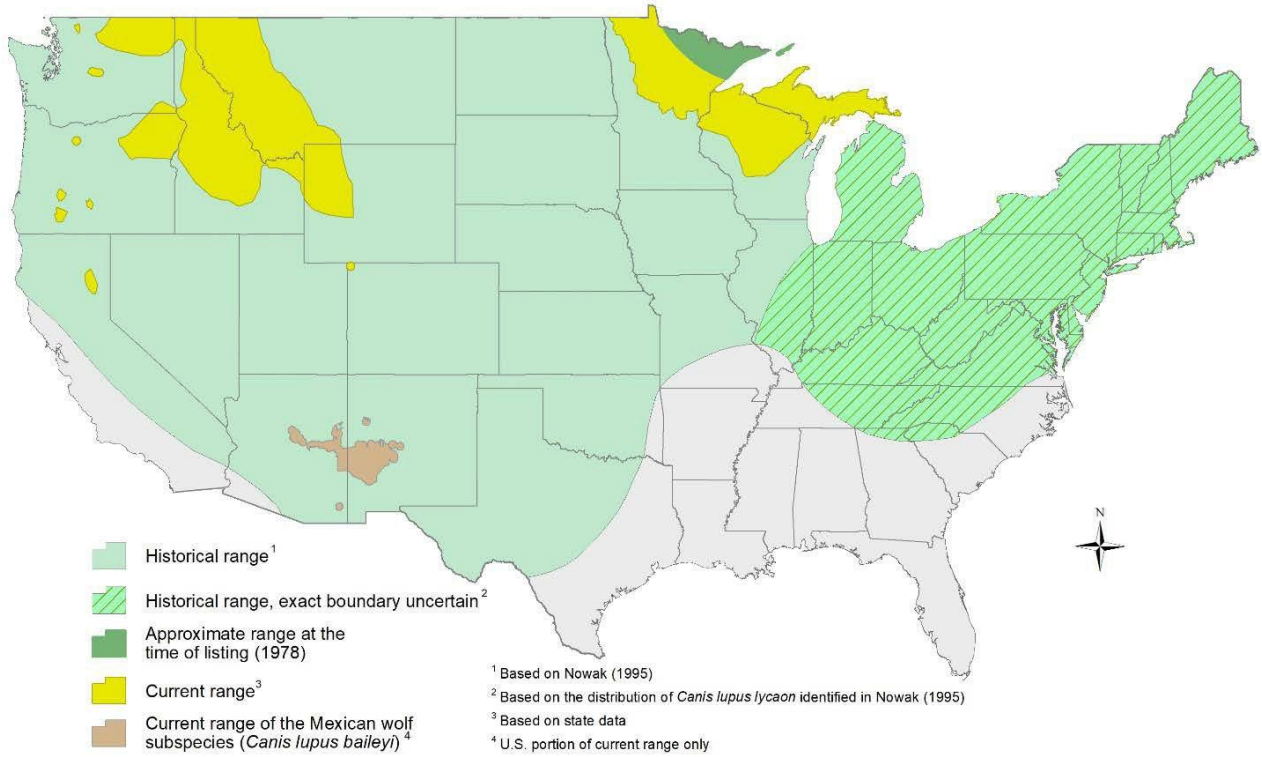 N
Historical range1
Historical range, exact boundary uncertain2
Approximate range at the
time of listing (1978)
Current range3
Current range of the Mexican wolf
subspecies (Canis lupus baileyi) 4
1 Based on Nowak (1995)
2 Based on the distribution of Canis lupus lycaon identified in Nowak (1995)
3 Based on state data
4 U.S. portion of current range only